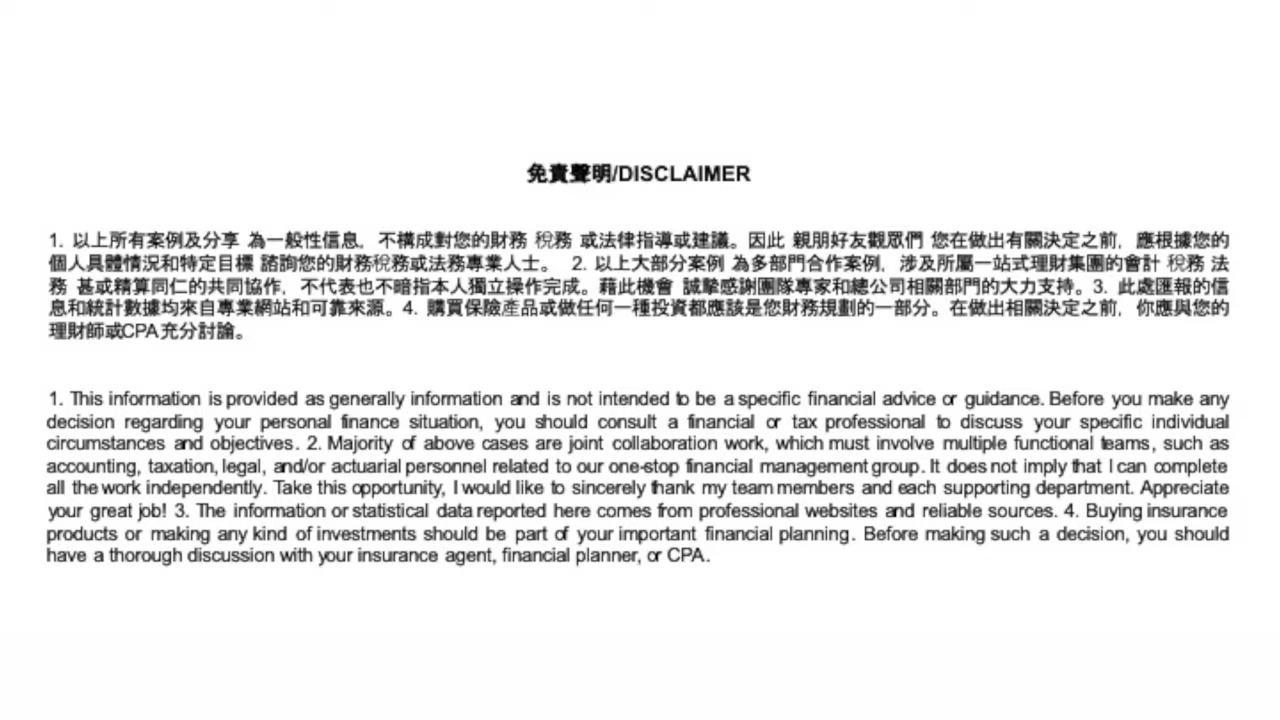 免責聲明/DISCLAIMER
1. 以上所有案例及分享 為一般性信息，不構成對您的財務 稅務 或法律指導或建議。因此 親朋好友觀眾們 您在做出有關決定之前，應根據您的
個人具體情況和特定目標 諮詢您的財務稅務或法務專業人士。 2. 以上大部分案例 為多部門合作案例，涉及所屬一站式理財集團的會計 稅務 法
務 甚或精算同仁的共同協作，不代表也不暗指本人獨立操作完成。藉此機會 誠摯感謝團隊專家和總公司相關部門的大力支持。3. 此處匯報的信
息和統計數據均來自專業網站和可靠來源。4. 購買保險產品或做任何一種投資都應該是您財務規劃的一部分。在做出相關決定之前，你應與您的
理財師或CPA充分討論。
1. This information is provided as generally information and is not intended to be a specific financial advice or guidance. Before you make any
decision regarding your personal finance situation, you should consult a financial or tax professional to discuss your specific individual
circumstances and objectives. 2. Majority of above cases are joint collaboration work, which must involve multiple functional teams, such as
accounting, taxation, legal, and/or actuarial personnel related to our one-stop financial management group. It does not imply that I can complete
all the work independently. Take this opportunity, I would like to sincerely thank my team members and each supporting department. Appreciate
your great job! 3. The information or statistical data reported here comes from professional websites and reliable sources. 4. Buying insurance
products or making any kind of investments should be part of your important financial planning. Before making such a decision, you should
have a thorough discussion with your insurance agent, financial planner, or CPA.